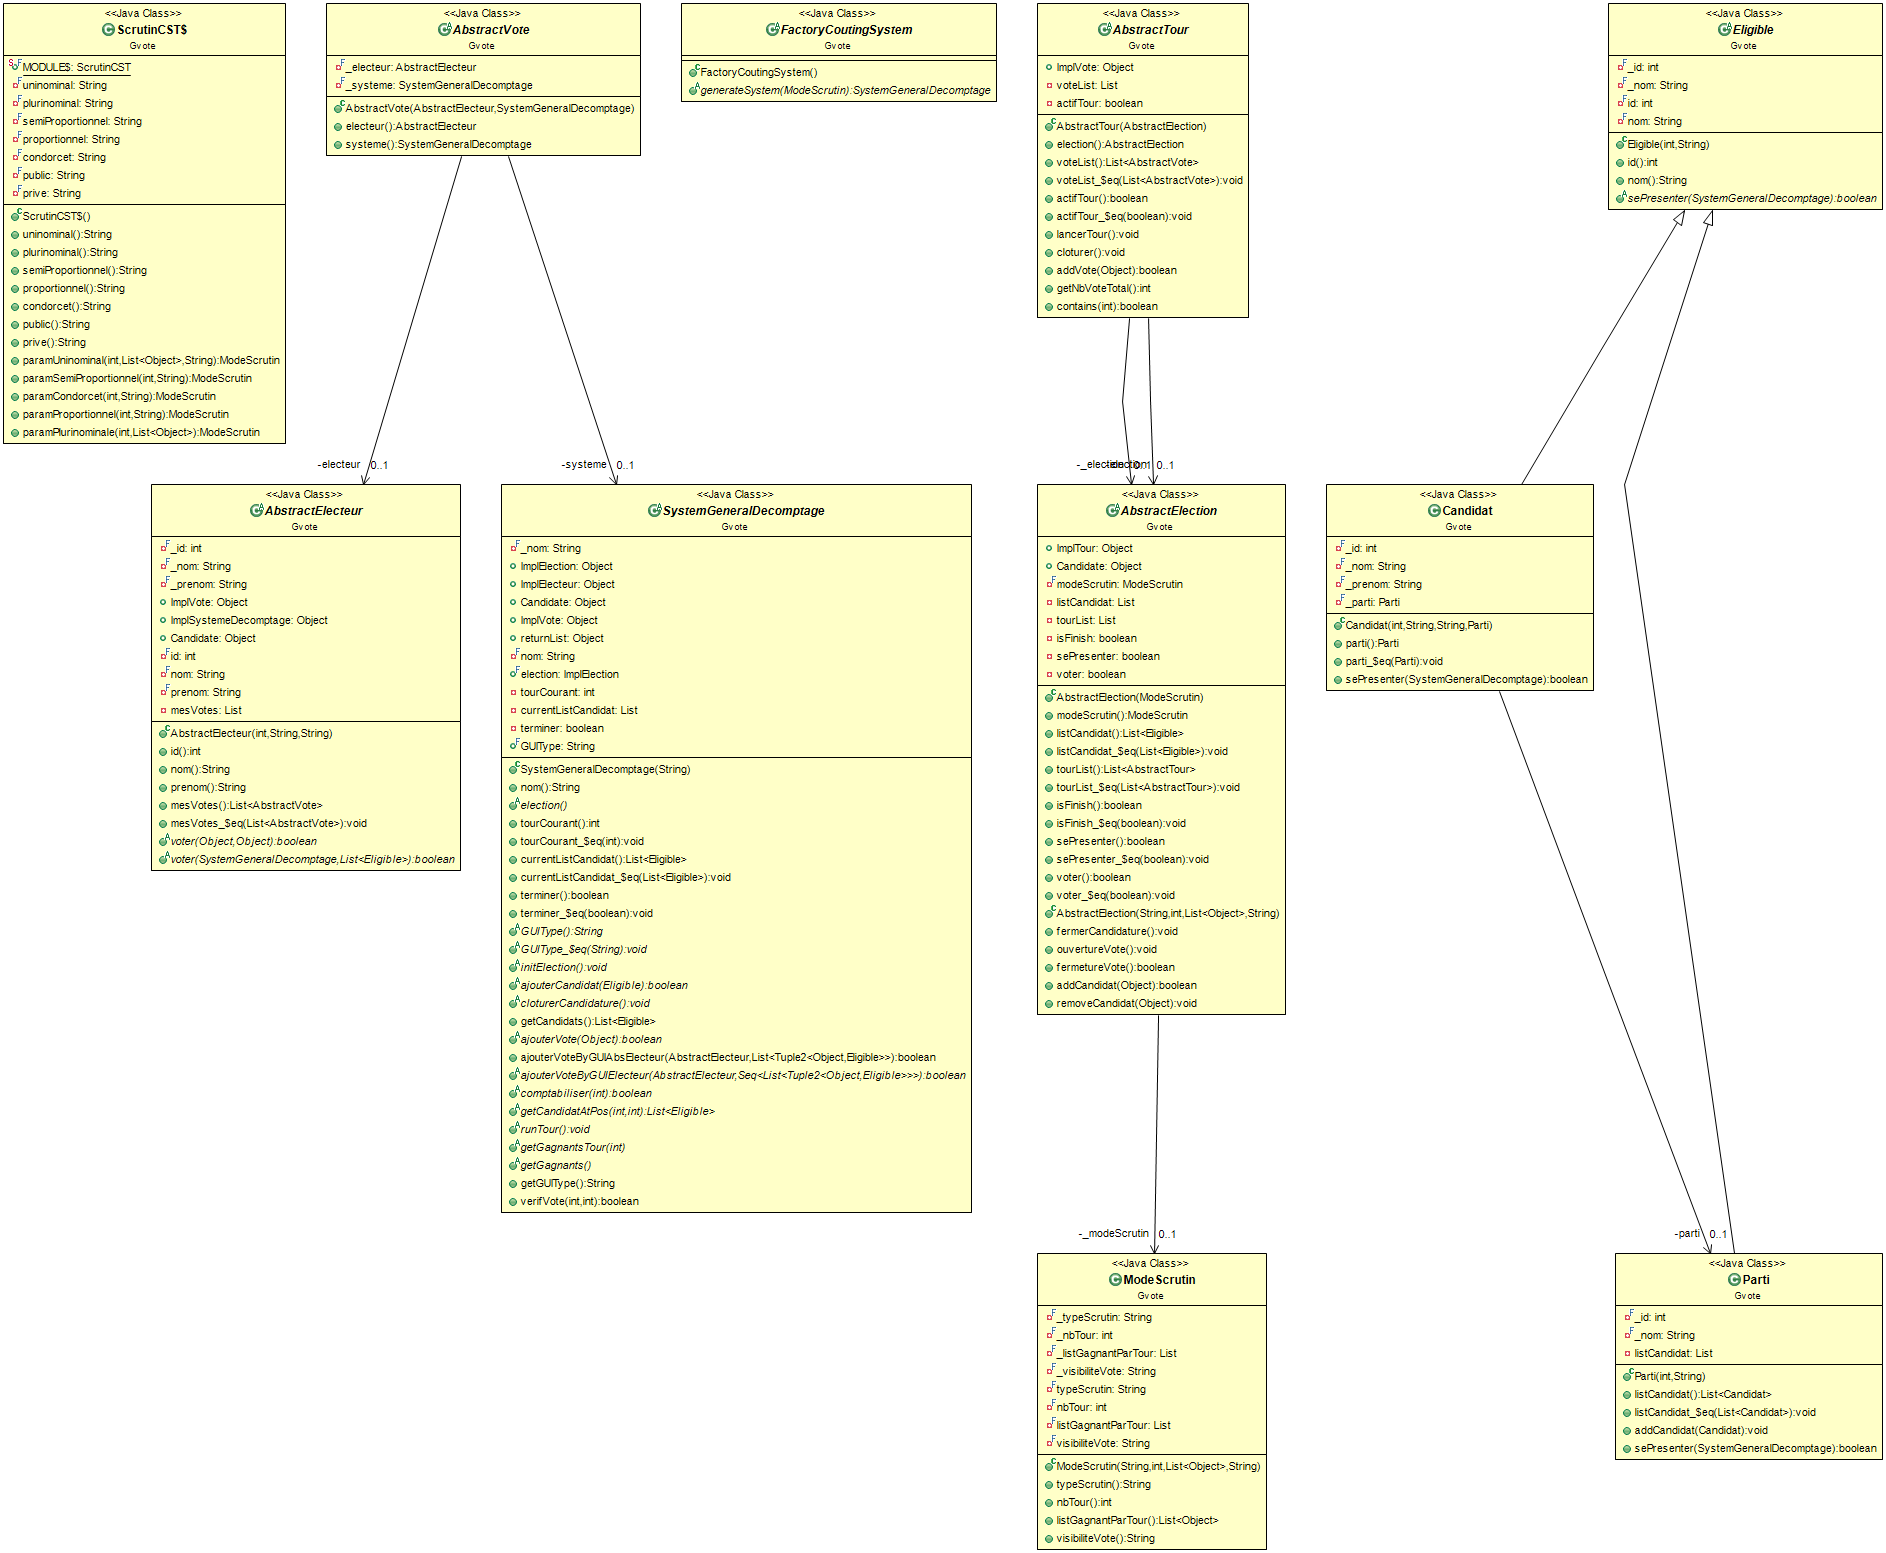 <<Java Class>>
ScrutinCST$
Gvote
MODULE$: ScrutinCST
uninominal: String
plurinominal: String
semiProportionnel: String
proportionnel: String
condorcet: String
public: String
prive: String
ScrutinCST$()
uninominal():String
plurinominal():String
semiProportionnel():String
proportionnel():String
condorcet():String
public():String
prive():String
paramUninominal(int,List<Object>,String):ModeScrutin
paramSemiProportionnel(int,String):ModeScrutin
paramCondorcet(int,String):ModeScrutin
paramProportionnel(int,String):ModeScrutin
paramPlurinominale(int,List<Object>):ModeScrutin
<<Java Class>>
AbstractVote
Gvote
_electeur: AbstractElecteur
_systeme: SystemGeneralDecomptage
AbstractVote(AbstractElecteur,SystemGeneralDecomptage)
electeur():AbstractElecteur
systeme():SystemGeneralDecomptage
<<Java Class>>
FactoryCoutingSystem
Gvote
FactoryCoutingSystem()
generateSystem(ModeScrutin):SystemGeneralDecomptage
<<Java Class>>
AbstractTour
Gvote
ImplVote: Object
voteList: List
actifTour: boolean
AbstractTour(AbstractElection)
election():AbstractElection
voteList():List<AbstractVote>
voteList_$eq(List<AbstractVote>):void
actifTour():boolean
actifTour_$eq(boolean):void
lancerTour():void
cloturer():void
addVote(Object):boolean
getNbVoteTotal():int
contains(int):boolean
<<Java Class>>
Eligible
Gvote
_id: int
_nom: String
id: int
nom: String
Eligible(int,String)
id():int
nom():String
sePresenter(SystemGeneralDecomptage):boolean
-electeur 0..1
-systeme 0..1
-_election 0..1
<<Java Class>>
AbstractElecteur
Gvote
_id: int
_nom: String
_prenom: String
ImplVote: Object
ImplSystemeDecomptage: Object
Candidate: Object
id: int
nom: String
prenom: String
mesVotes: List
AbstractElecteur(int,String,String)
id():int
nom():String
prenom():String
mesVotes():List<AbstractVote>
mesVotes_$eq(List<AbstractVote>):void
voter(Object,Object):boolean
voter(SystemGeneralDecomptage,List<Eligible>):boolean
<<Java Class>>
SystemGeneralDecomptage
Gvote
_nom: String
ImplElection: Object
ImplElecteur: Object
Candidate: Object
ImplVote: Object
returnList: Object
nom: String
election: ImplElection
tourCourant: int
currentListCandidat: List
terminer: boolean
GUIType: String
SystemGeneralDecomptage(String)
nom():String
election()
tourCourant():int
tourCourant_$eq(int):void
currentListCandidat():List<Eligible>
currentListCandidat_$eq(List<Eligible>):void
terminer():boolean
terminer_$eq(boolean):void
GUIType():String
GUIType_$eq(String):void
initElection():void
ajouterCandidat(Eligible):boolean
cloturerCandidature():void
getCandidats():List<Eligible>
ajouterVote(Object):boolean
ajouterVoteByGUIAbsElecteur(AbstractElecteur,List<Tuple2<Object,Eligible>>):boolean
ajouterVoteByGUIElecteur(AbstractElecteur,Seq<List<Tuple2<Object,Eligible>>>):boolean
comptabiliser(int):boolean
getCandidatAtPos(int,int):List<Eligible>
runTour():void
getGagnantsTour(int)
getGagnants()
getGUIType():String
verifVote(int,int):boolean
<<Java Class>>
AbstractElection
Gvote
ImplTour: Object
Candidate: Object
modeScrutin: ModeScrutin
listCandidat: List
tourList: List
isFinish: boolean
sePresenter: boolean
voter: boolean
AbstractElection(ModeScrutin)
modeScrutin():ModeScrutin
listCandidat():List<Eligible>
listCandidat_$eq(List<Eligible>):void
tourList():List<AbstractTour>
tourList_$eq(List<AbstractTour>):void
isFinish():boolean
isFinish_$eq(boolean):void
sePresenter():boolean
sePresenter_$eq(boolean):void
voter():boolean
voter_$eq(boolean):void
AbstractElection(String,int,List<Object>,String)
fermerCandidature():void
ouvertureVote():void
fermetureVote():boolean
addCandidat(Object):boolean
removeCandidat(Object):void
<<Java Class>>
Candidat
Gvote
_id: int
_nom: String
_prenom: String
_parti: Parti
Candidat(int,String,String,Parti)
parti():Parti
parti_$eq(Parti):void
sePresenter(SystemGeneralDecomptage):boolean
-_modeScrutin 0..1
-parti 0..1
<<Java Class>>
ModeScrutin
Gvote
_typeScrutin: String
_nbTour: int
_listGagnantParTour: List
_visibiliteVote: String
typeScrutin: String
nbTour: int
listGagnantParTour: List
visibiliteVote: String
ModeScrutin(String,int,List<Object>,String)
typeScrutin():String
nbTour():int
listGagnantParTour():List<Object>
visibiliteVote():String
<<Java Class>>
Parti
Gvote
_id: int
_nom: String
listCandidat: List
Parti(int,String)
listCandidat():List<Candidat>
listCandidat_$eq(List<Candidat>):void
addCandidat(Candidat):void
sePresenter(SystemGeneralDecomptage):boolean